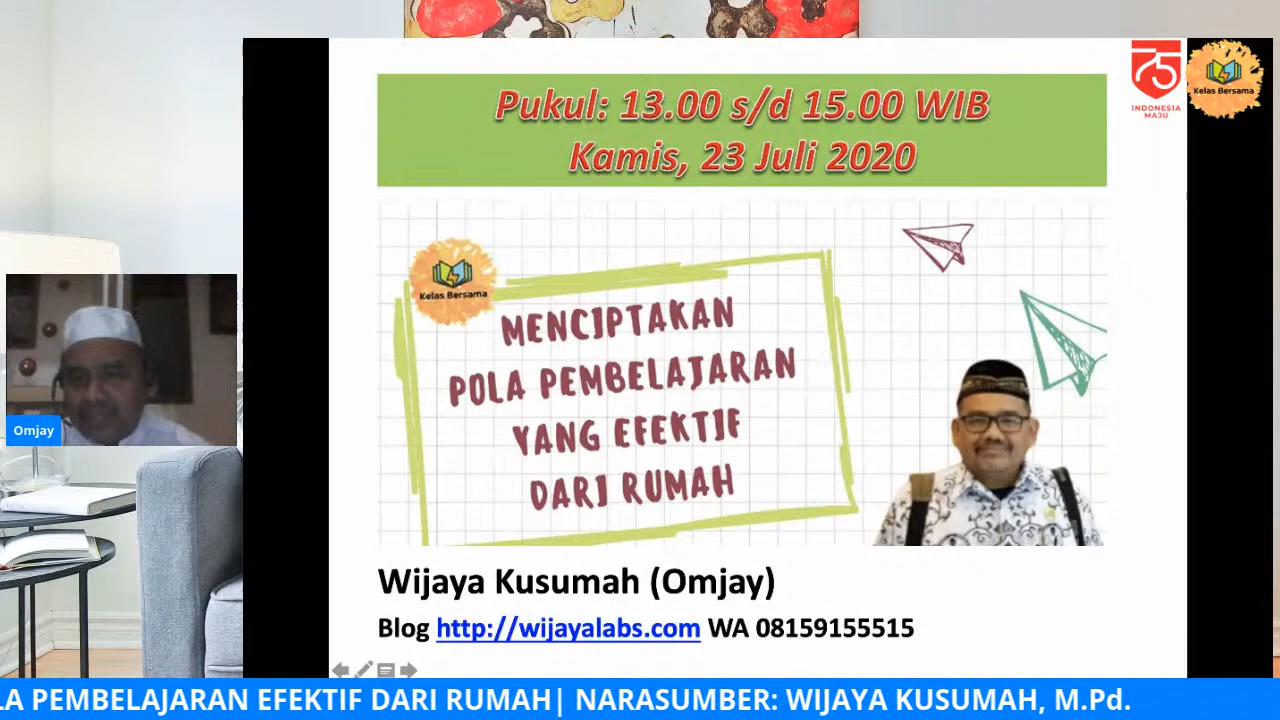 Pukul: 13.00 s/d 15.00 WIB
Kamis, 23 Juli 2020
75
INDONESIA
MAJU
Kelas Bersama
Kelas Bersama
MENCIPTAKAN
POLA PEMBELAJARAN
YANG EFEKTIF
DARI RUMAH
Omjay
Wijaya Kusumah (Omjay)
Blog http://wijayalabs.com WA 08159155515
LA PEMBELAJARAN EFEKTIF DARI RUMAH| NARASUMBER: WIJAYA KUSUMAH, M.Pd.